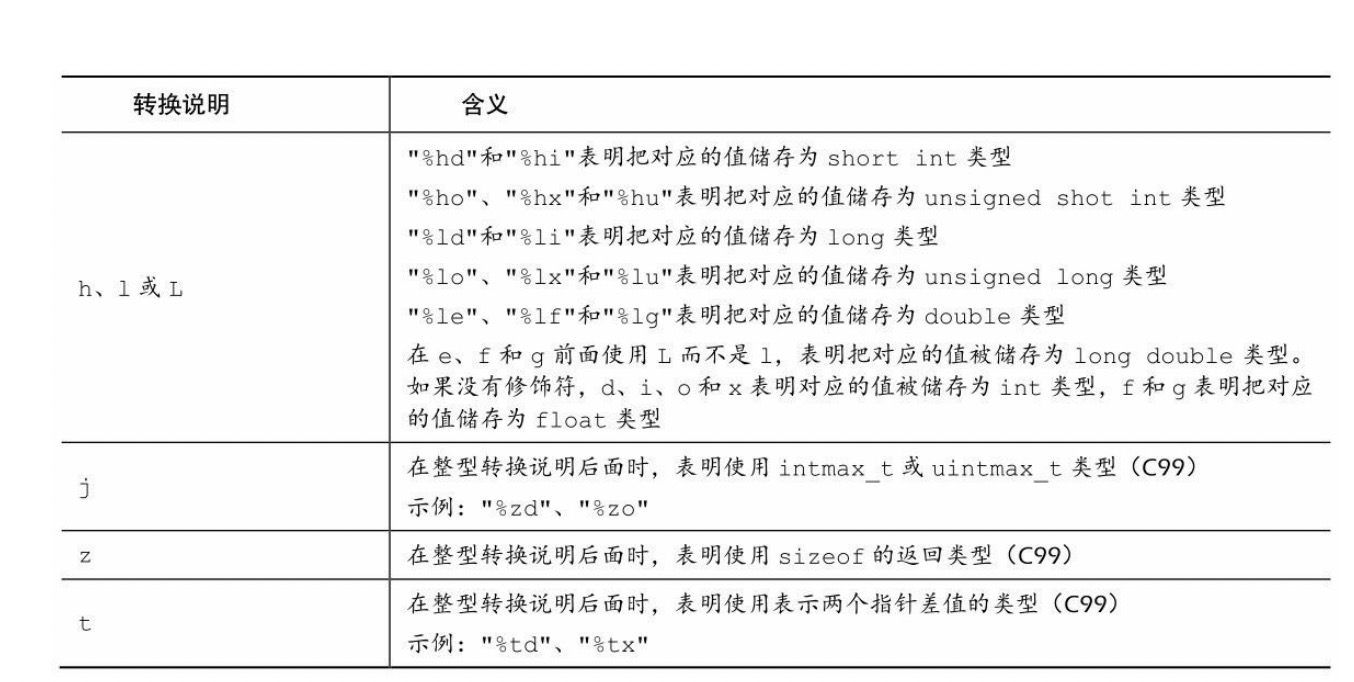 转换说明 含义
h、l 或 L
"%hd"和"%hi"表明把对应的值储存为 short int 类型
"%ho"、"%hx"和"%hu"表明把对应的值储存为 unsigned shot int 类型
"%ld"和"%li"表明把对应的值储存为 long 类型
"%lo"、"%lx"和"%lu"表明把对应的值储存为 unsigned long 类型
"%le"、"%lf"和"%lg"表明把对应的值储存为 double 类型
在 e、f 和 g 前面使用 L 而不是 l，表明把对应的值被储存为 long double 类型。
如果没有修饰符，d、i、o 和 x 表明对应的值被储存为 int 类型，f 和 g 表明把对应
的值储存为 float 类型
j
在整型转换说明后面时，表明使用 intmax_t 或 uintmax_t 类型（C99）
示例："%zd"、"%zo"
z
在整型转换说明后面时，表明使用 sizeof 的返回类型（C99）
t
在整型转换说明后面时，表明使用表示两个指针差值的类型（C99）
示例："%td"、"%tx"